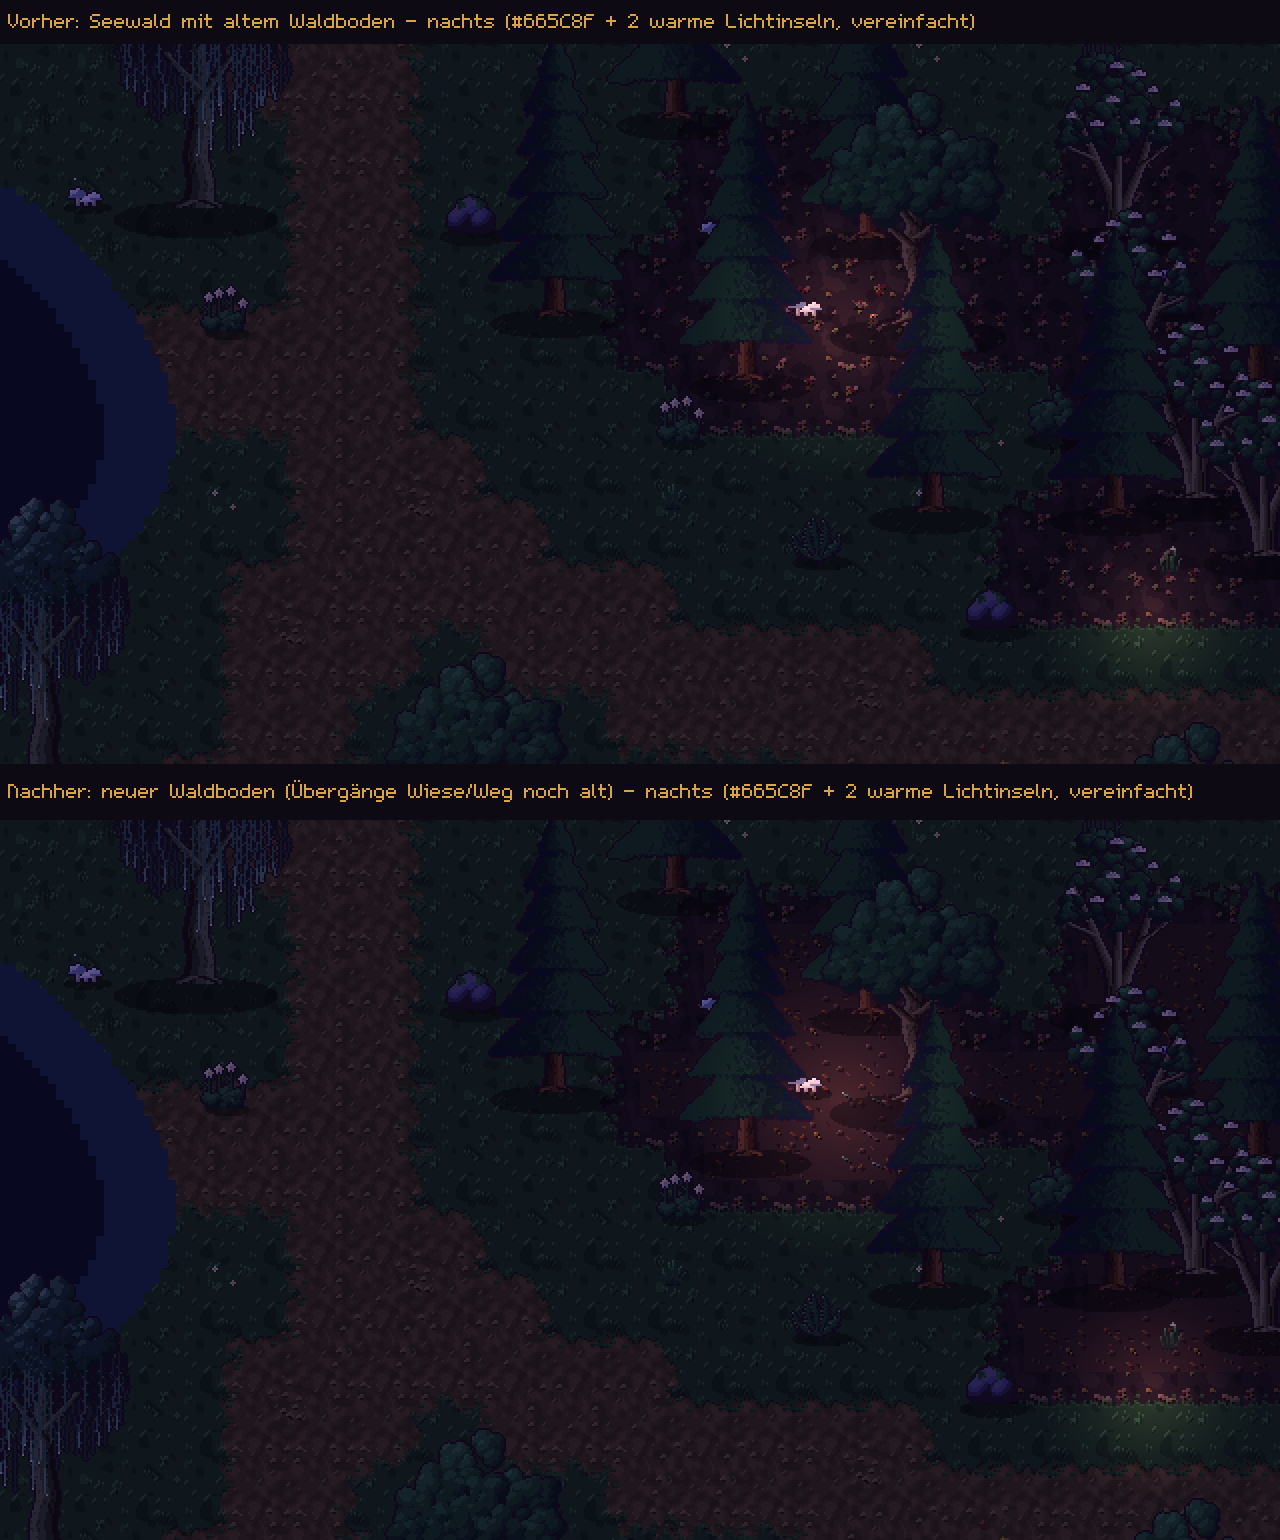 Vorher: Seewald mit altem Waldboden – nachts (#665C8F + 2 warme Lichtinseln, vereinfacht)
Nachher: neuer Waldboden (Übergänge Wiese/Weg noch alt) – nachts (#665C8F + 2 warme Lichtinseln, vereinfacht)